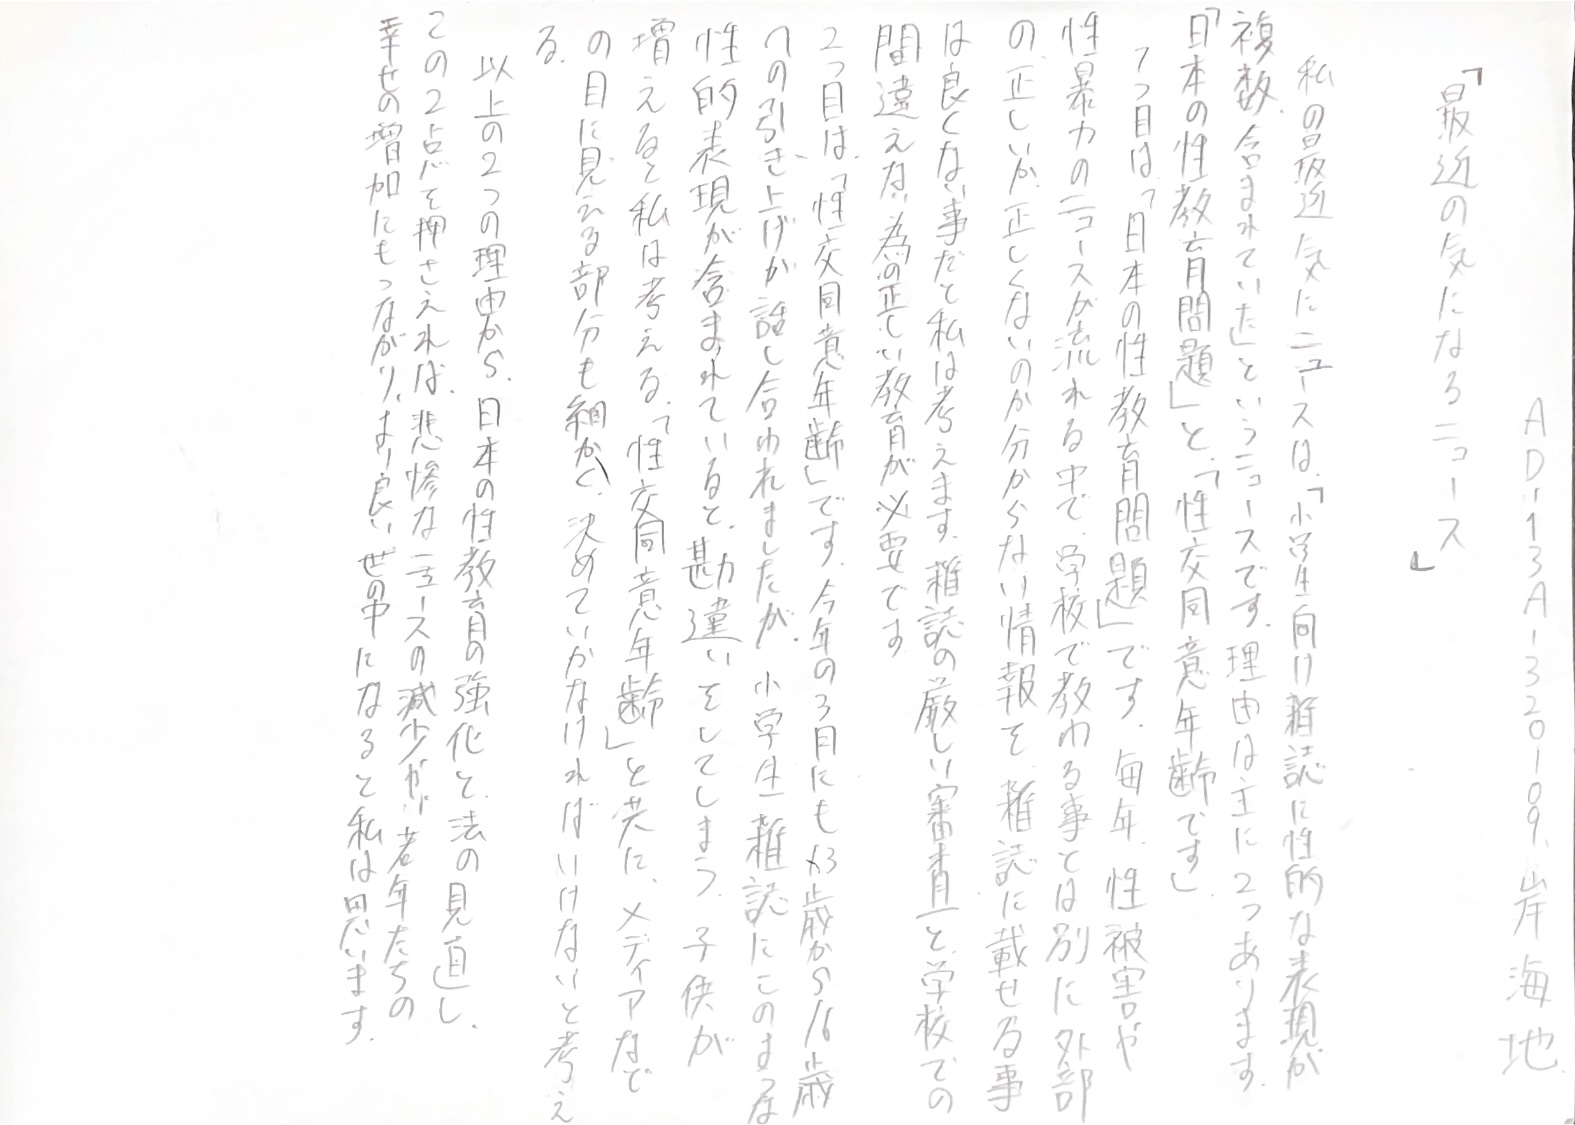 AD-13A-320109、岸海地
「最近の気になるニュース」
私の最近気にニュースは、「小学生向け雑誌に性的な表現が
複数、含まれていた」というニュースです。理由は主に2つあります。
「日本の性教育問題」と、「性交同意年齢です」
1つ目は、「日本の性教育問題」です。毎年、性被害や
性暴力のニュースが流れる中で、学校で教わる事とは別に外部
の正しいか、正しくないのか分からない情報を、雑誌に載せる事
は良くない事だと私は考えます。雑誌の厳しい審査と、学校での
間違えない為の正しい教育が必要です。
2つ目は、「性交同意年齢」です。今年の3月にも13歳から16歳
への引き上げが話し合われましたが、小学生雑誌にこのような
性的表現が含まれていると、勘違いをしてしまう、子供が
増えると私は考える。「性交同意年齢」と共に、メディアなど
の目に見える部分も細かく、決めていかなければいけないと考え
る。
以上の2つの理由から、日本の性教育の強化と、法の見直し、
この2点を押さえれば、悲惨なニュースの減少が、若年たちの
幸せの増加にもつながり、より良い世の中になると私は思います。